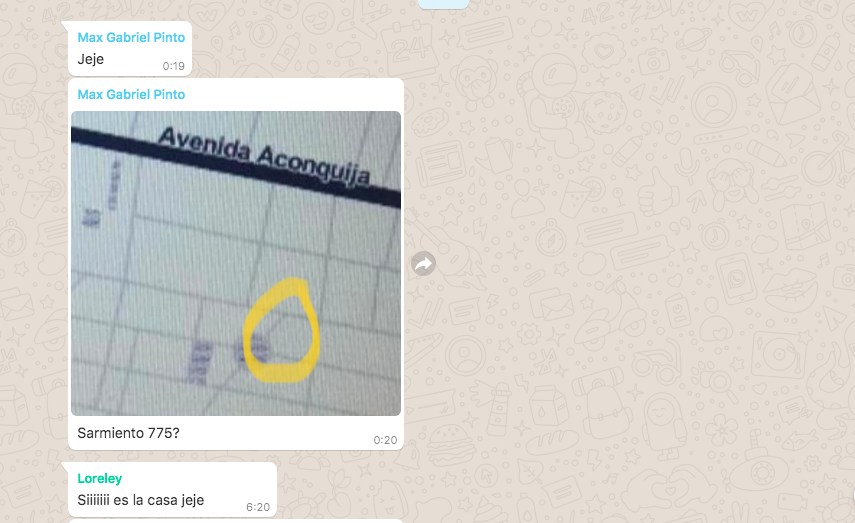 Max Gabriel Pinto
Jeje
0:19
Max Gabriel Pinto
Avenida Aconquija
Sarmiento 775?
0:20
Loreley
Siiiiiii es la casa jeje
6:20